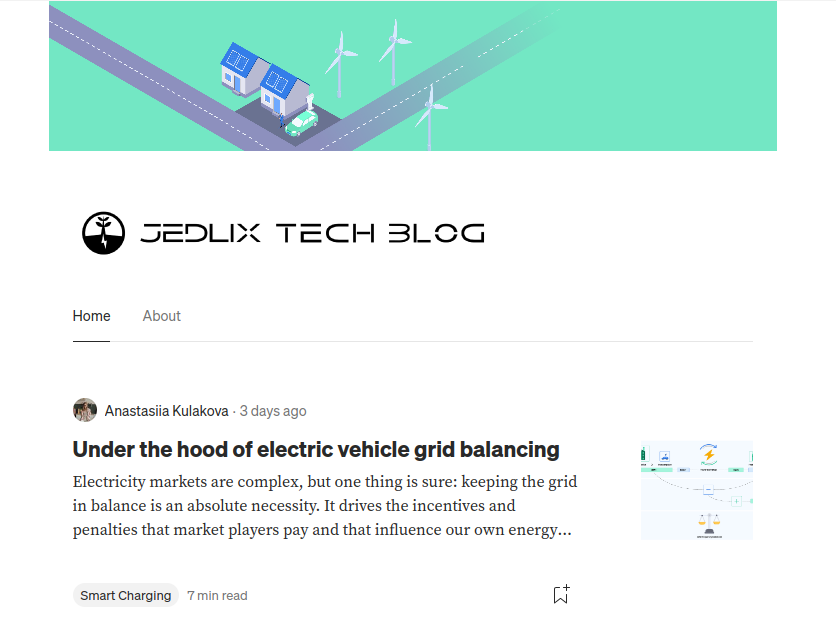 JEDLIX TECH BLOG
Home About
Anastasiia Kulakova · 3 days ago
Under the hood of electric vehicle grid balancing
Electricity markets are complex, but one thing is sure: keeping the grid
in balance is an absolute necessity. It drives the incentives and
penalties that market players pay and that influence our own energy...
Smart Charging 7 min read